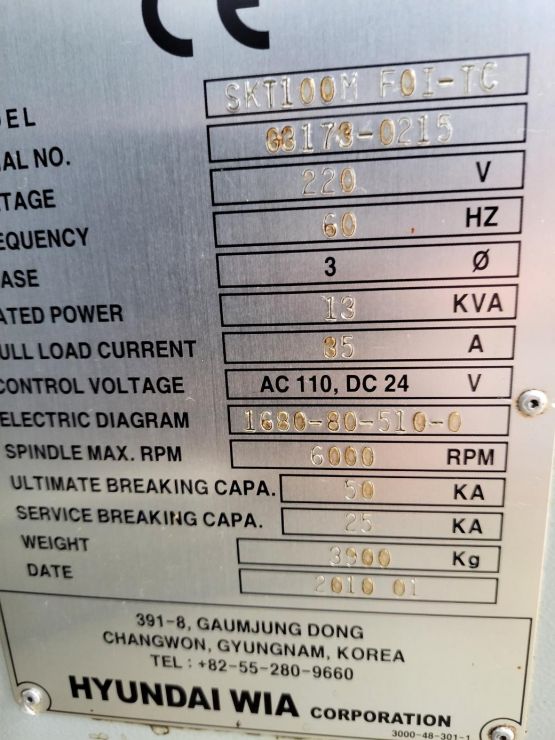 CE
DEL SKT100M FOI-TC
IAL NO. G3173-0215
TAGE 220 V
EQUENCY 60 HZ
ASE 3 Ø
ATED POWER 13 KVA
ULL LOAD CURRENT 35 A
CONTROL VOLTAGE AC 110, DC 24 V
ELECTRIC DIAGRAM 1680-80-510-0
SPINDLE MAX. RPM 6000 RPM
ULTIMATE BREAKING CAPA. 50 KA
SERVICE BREAKING CAPA. 25 KA
WEIGHT 3900 Kg
DATE 2010 01
391-8, GAUMJUNG DONG
CHANGWON, GYUNGNAM, KOREA
TEL : +82-55-280-9660
HYUNDAI WIA CORPORATION
3000-48-301-1